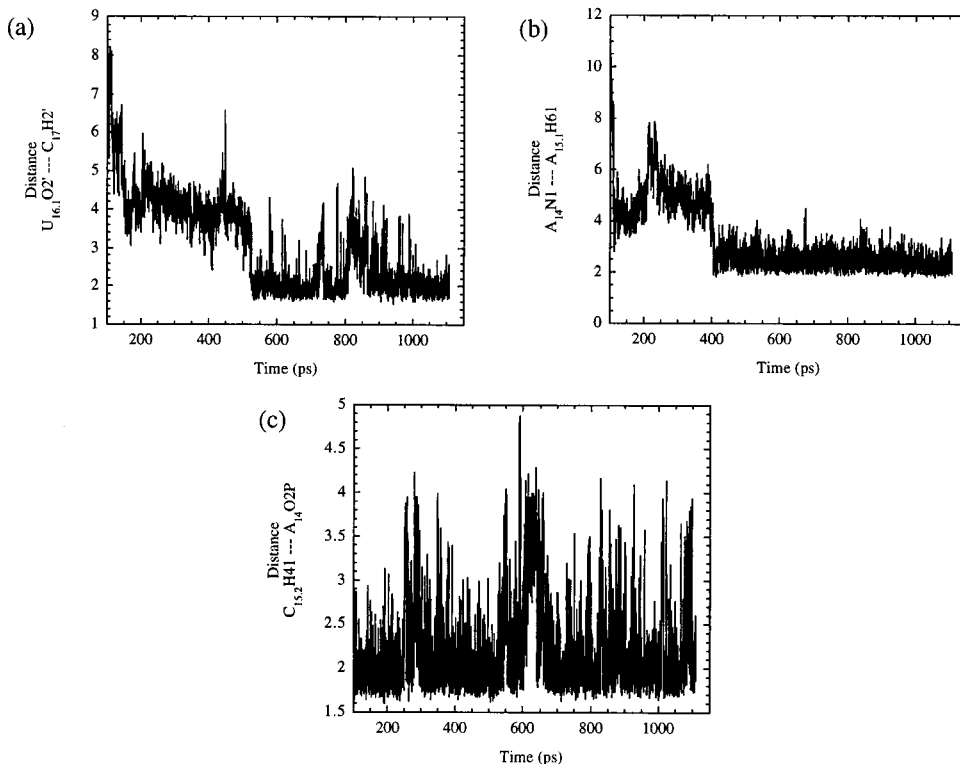 (a)
9
8
7
6
5
4
3
2
1
Distance
U16.1O2' --- C17H2'
200 400 600 800 1000
Time (ps)
(b)
12
10
8
6
4
2
0
Distance
A14N1 --- A15.1H61
200 400 600 800 1000
Time (ps)
(c)
5
4.5
4
3.5
3
2.5
2
1.5
Distance
C15.2H41 --- A14O2P
200 400 600 800 1000
Time (ps)